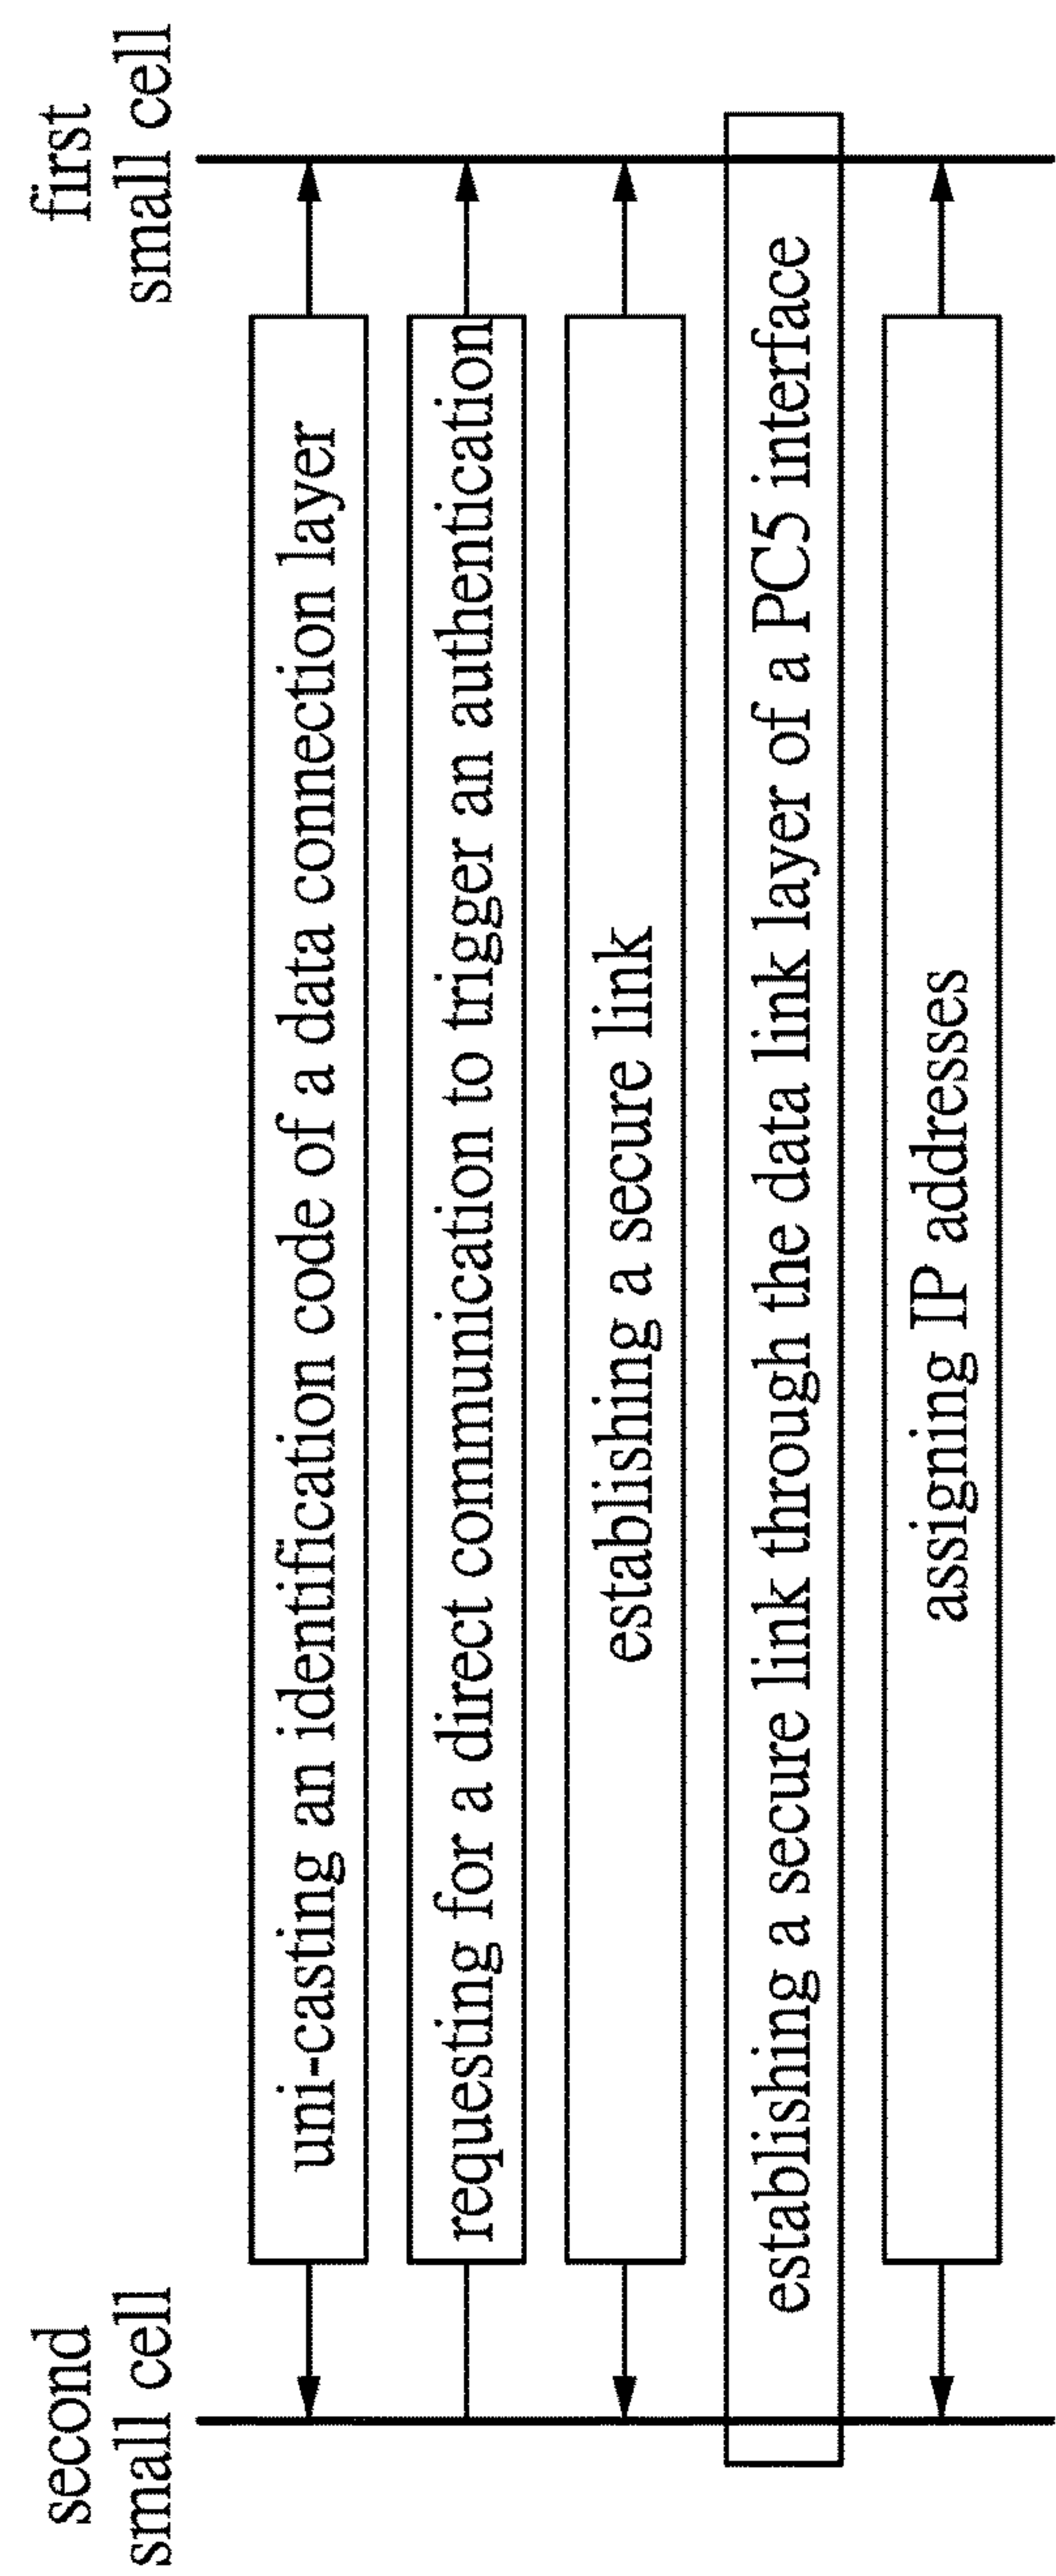 second
small cell
first
small cell
uni-casting an identification code of a data connection layer
requesting for a direct communication to trigger an authentication
establishing a secure link
establishing a secure link through the data link layer of a PC5 interface
assigning IP addresses